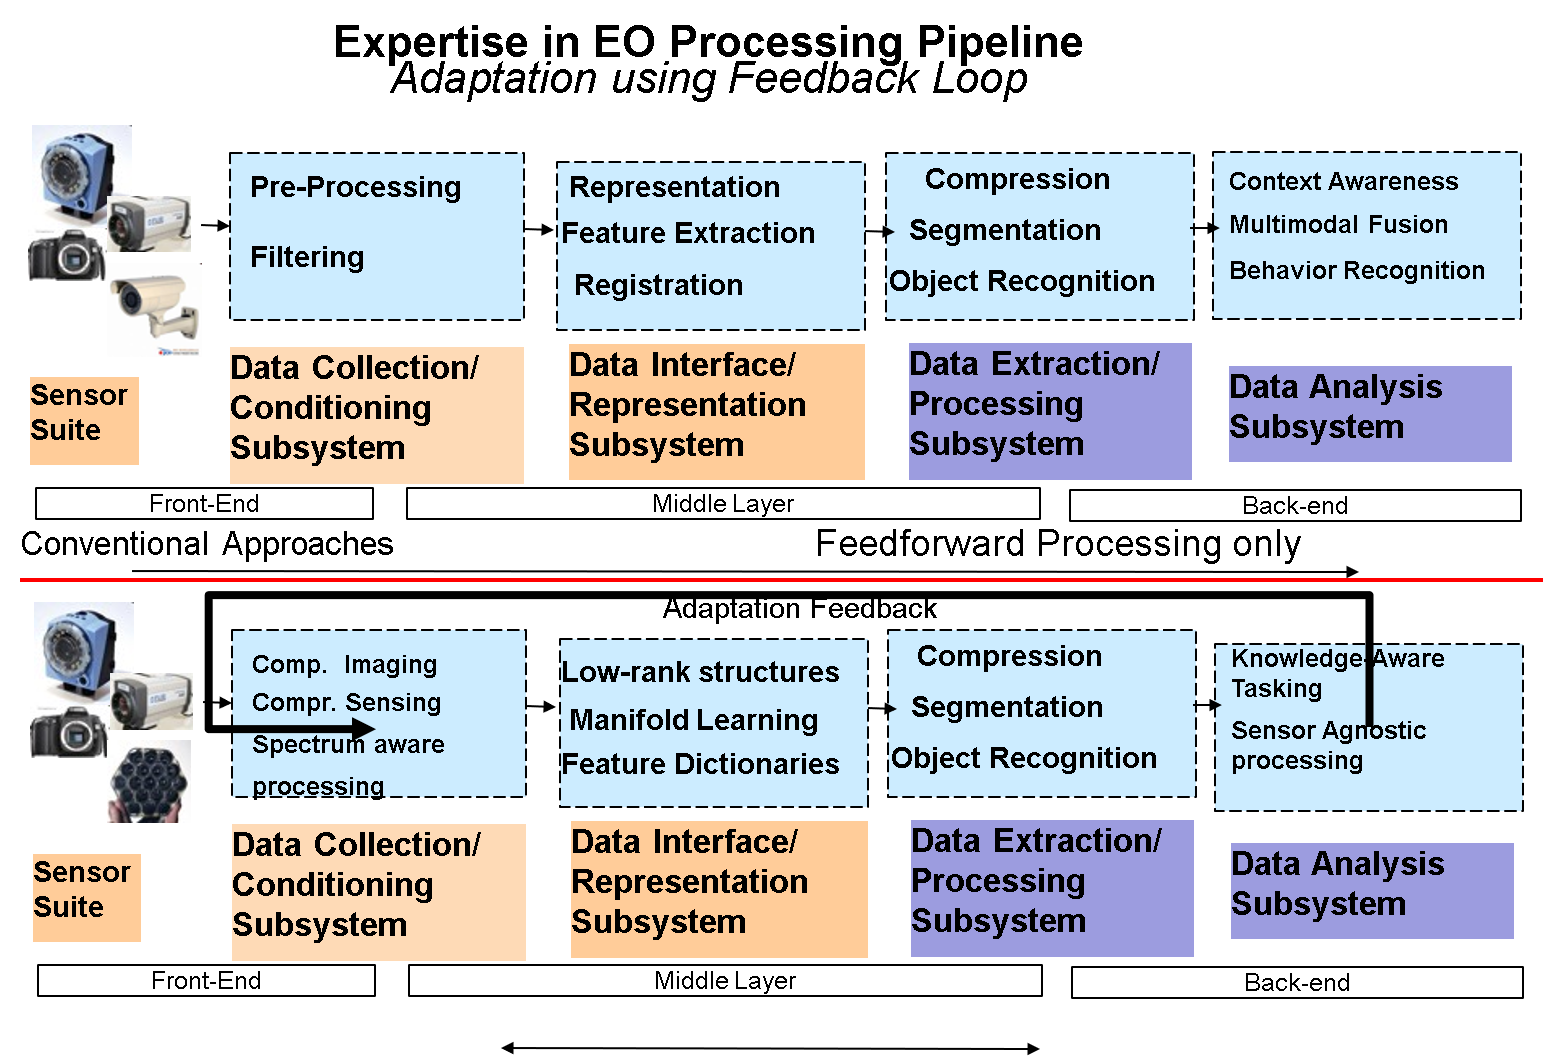 Expertise in EO Processing Pipeline
Adaptation using Feedback Loop
Pre-Processing
Filtering
Representation
Feature Extraction
Registration
Compression
Segmentation
Object Recognition
Context Awareness
Multimodal Fusion
Behavior Recognition
Sensor
Suite
Data Collection/
Conditioning
Subsystem
Data Interface/
Representation
Subsystem
Data Extraction/
Processing
Subsystem
Data Analysis
Subsystem
Front-End
Middle Layer
Back-end
Conventional Approaches
Feedforward Processing only
Adaptation Feedback
Comp. Imaging
Compr. Sensing
Spectrum aware
processing
Low-rank structures
Manifold Learning
Feature Dictionaries
Compression
Segmentation
Object Recognition
Knowledge-Aware
Tasking
Sensor Agnostic
processing
Sensor
Suite
Data Collection/
Conditioning
Subsystem
Data Interface/
Representation
Subsystem
Data Extraction/
Processing
Subsystem
Data Analysis
Subsystem
Front-End
Middle Layer
Back-end